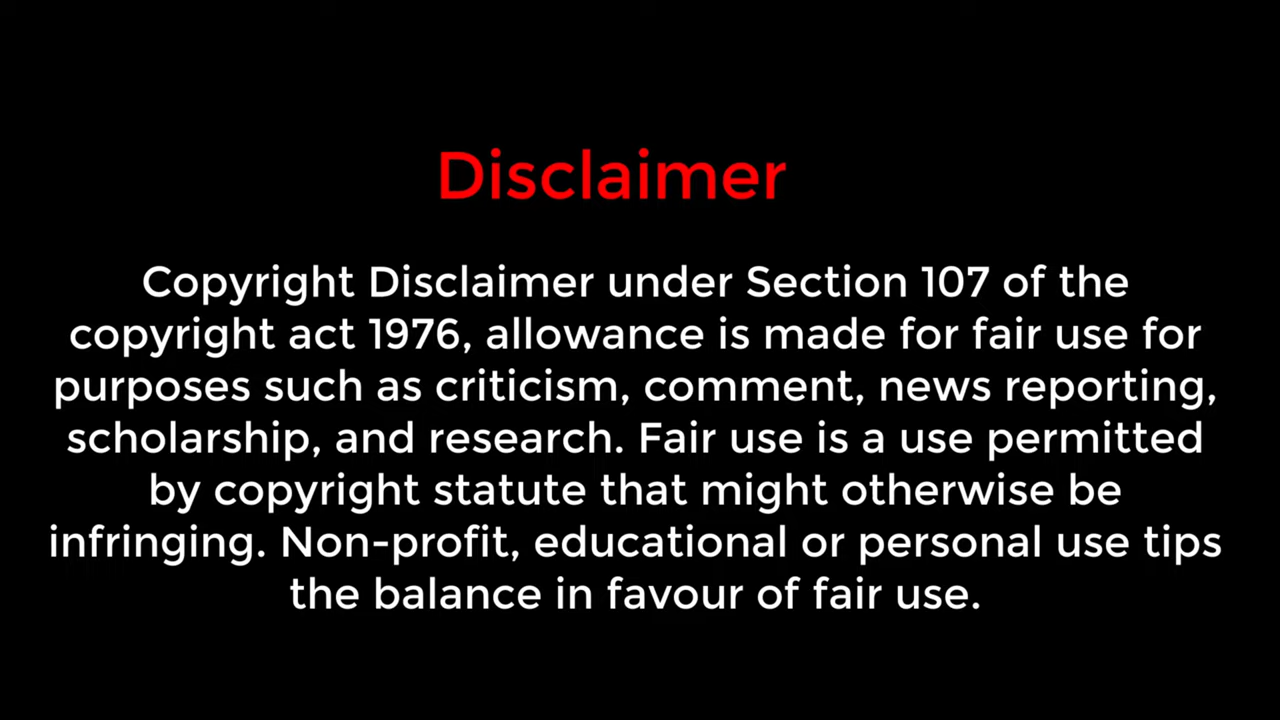 Disclaimer
Copyright Disclaimer under Section 107 of the
copyright act 1976, allowance is made for fair use for
purposes such as criticism, comment, news reporting,
scholarship, and research. Fair use is a use permitted
by copyright statute that might otherwise be
infringing. Non-profit, educational or personal use tips
the balance in favour of fair use.